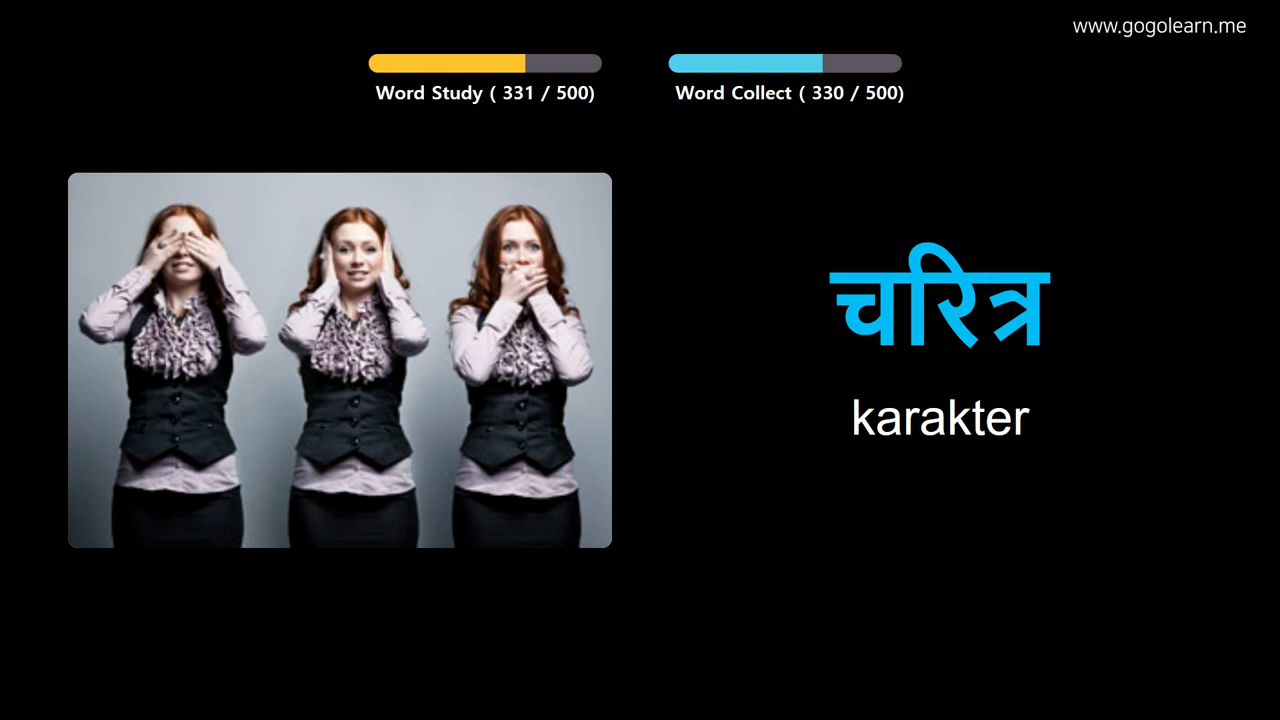 www.gogolearn.me
Word Study ( 331 / 500)
Word Collect ( 330 / 500)
चरित्र
karakter